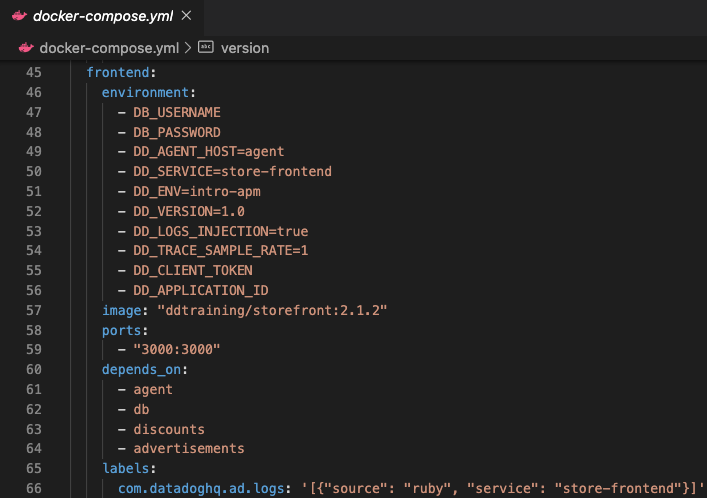 docker-compose.yml ×
docker-compose.yml > abc version
45 frontend:
46 environment:
47 - DB_USERNAME
48 - DB_PASSWORD
49 - DD_AGENT_HOST=agent
50 - DD_SERVICE=store-frontend
51 - DD_ENV=intro-apm
52 - DD_VERSION=1.0
53 - DD_LOGS_INJECTION=true
54 - DD_TRACE_SAMPLE_RATE=1
55 - DD_CLIENT_TOKEN
56 - DD_APPLICATION_ID
57 image: "ddtraining/storefront:2.1.2"
58 ports:
59 - "3000:3000"
60 depends_on:
61 - agent
62 - db
63 - discounts
64 - advertisements
65 labels:
66 com.datadoghq.ad.logs: '[{"source": "ruby", "service": "store-frontend"}]'